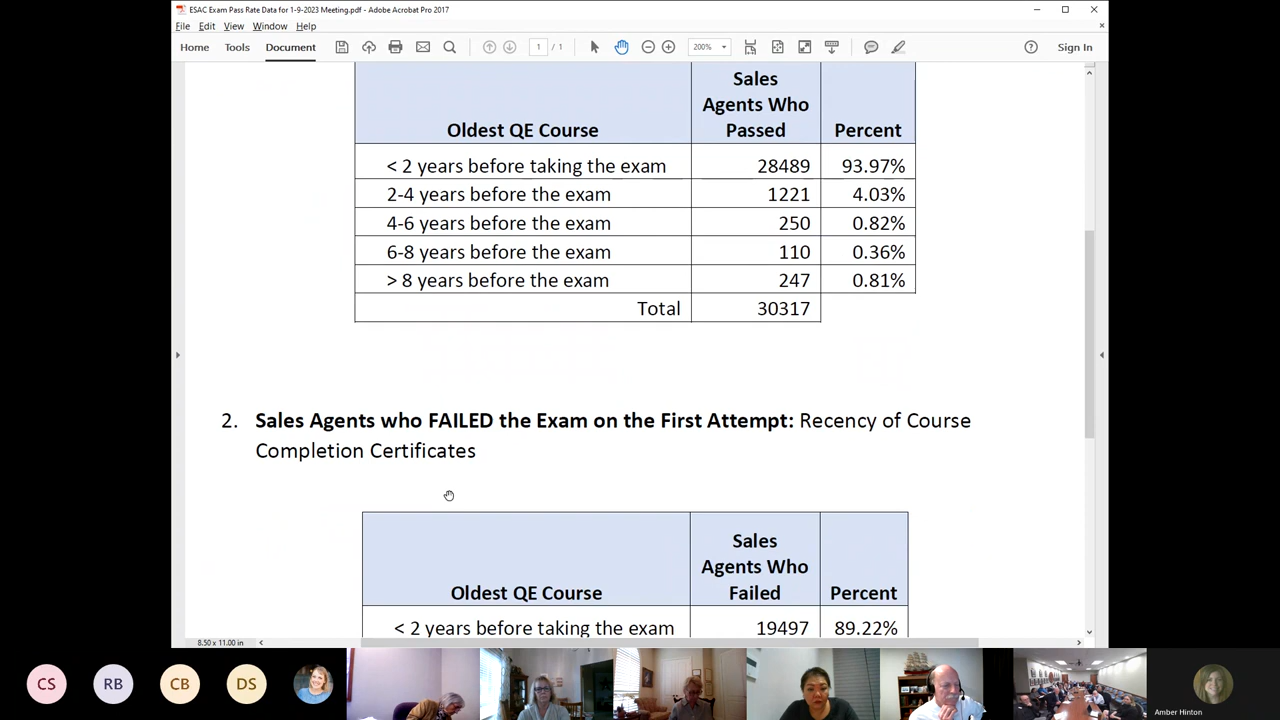 ESAC Exam Pass Rate Data for 1-9-2023 Meeting.pdf - Adobe Acrobat Pro 2017
File Edit View Window Help
Home Tools Document 1 / 1 200% Sign In
Sales
Agents Who
Oldest QE Course Passed Percent
< 2 years before taking the exam 28489 93.97%
2-4 years before the exam 1221 4.03%
4-6 years before the exam 250 0.82%
6-8 years before the exam 110 0.36%
> 8 years before the exam 247 0.81%
Total 30317
2. Sales Agents who FAILED the Exam on the First Attempt: Recency of Course
Completion Certificates
Sales
Agents Who
Oldest QE Course Failed Percent
< 2 years before taking the exam 19497 89.22%
8.50 x 11.00 in
CS RB CB DS
Amber Hinton